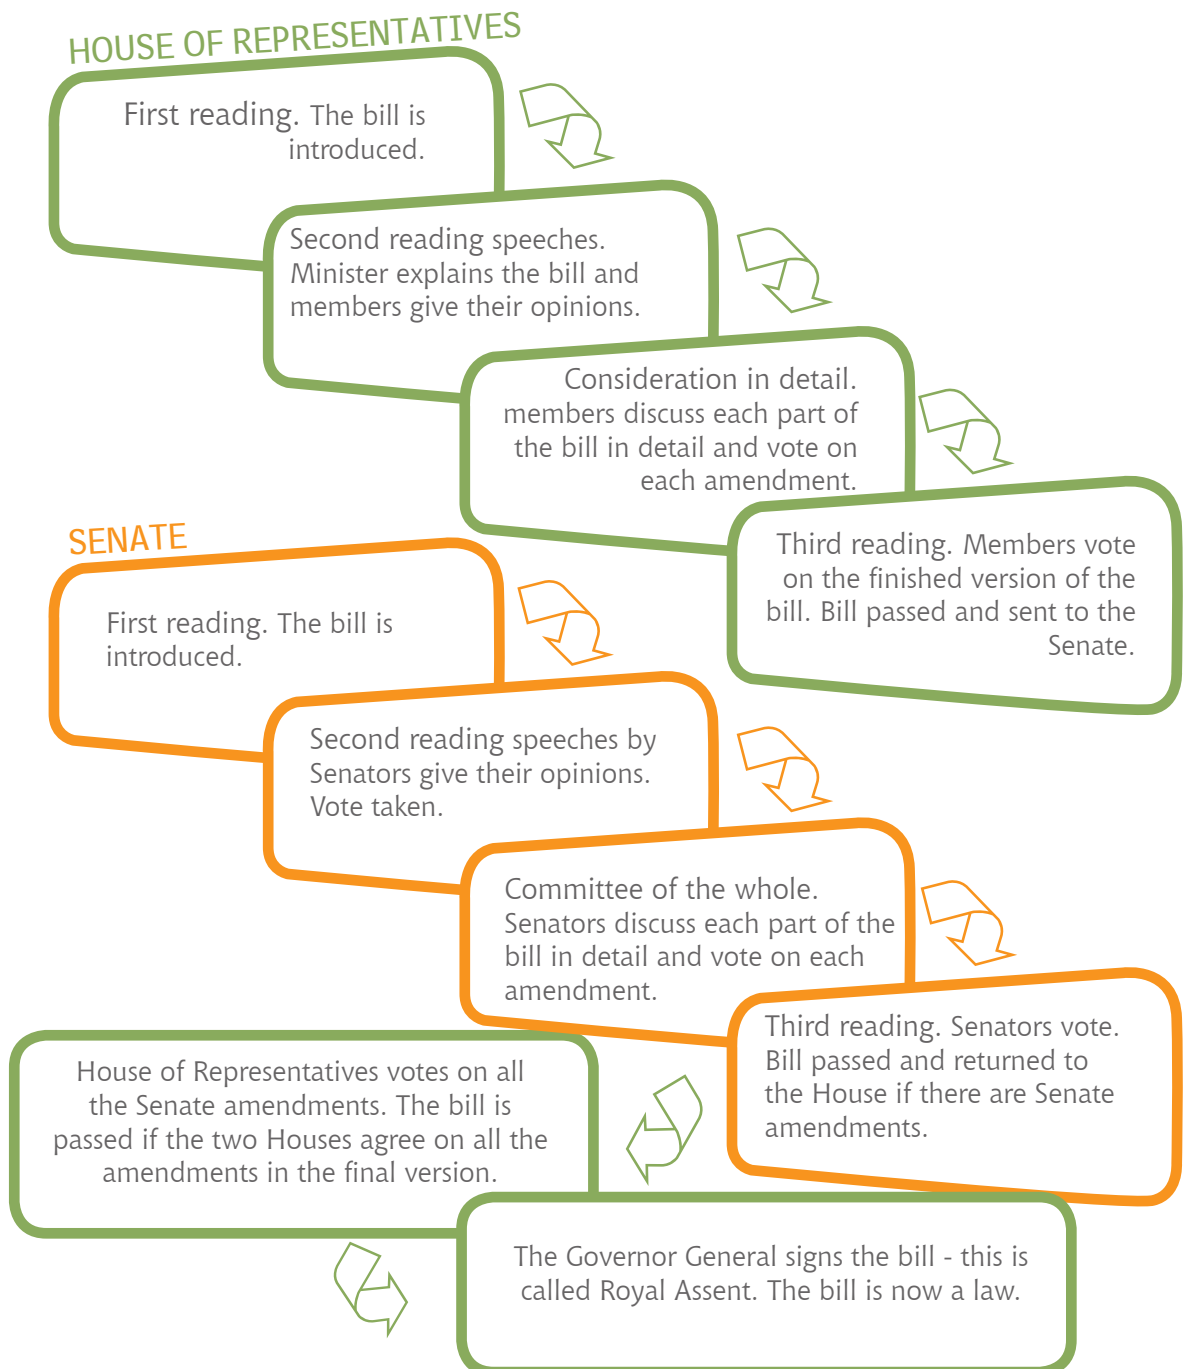 HOUSE OF REPRESENTATIVES
First reading. The bill is
introduced.
Second reading speeches.
Minister explains the bill and
members give their opinions.
Consideration in detail.
members discuss each part of
the bill in detail and vote on
each amendment.
Third reading. Members vote
on the finished version of the
bill. Bill passed and sent to the
Senate.
SENATE
First reading. The bill is
introduced.
Second reading speeches by
Senators give their opinions.
Vote taken.
Committee of the whole.
Senators discuss each part of the
bill in detail and vote on each
amendment.
Third reading. Senators vote.
Bill passed and returned to
the House if there are Senate
amendments.
House of Representatives votes on all
the Senate amendments. The bill is
passed if the two Houses agree on all the
amendments in the final version.
The Governor General signs the bill - this is
called Royal Assent. The bill is now a law.